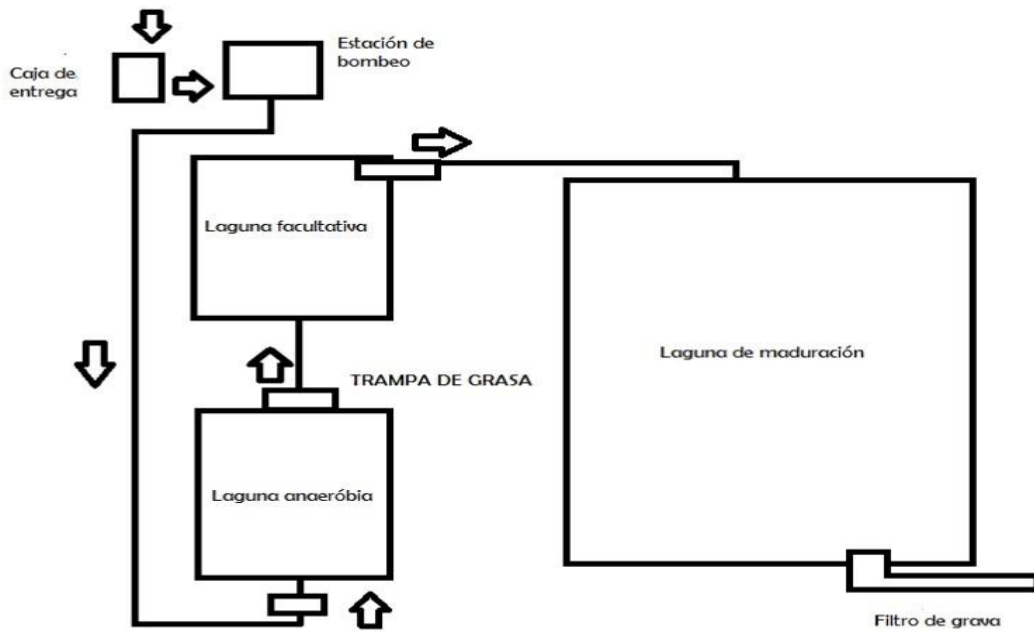 Estación de
bombeo
Caja de
entrega
Laguna facultativa
Laguna de maduración
TRAMPA DE GRASA
Laguna anaeróbia
Filtro de grava